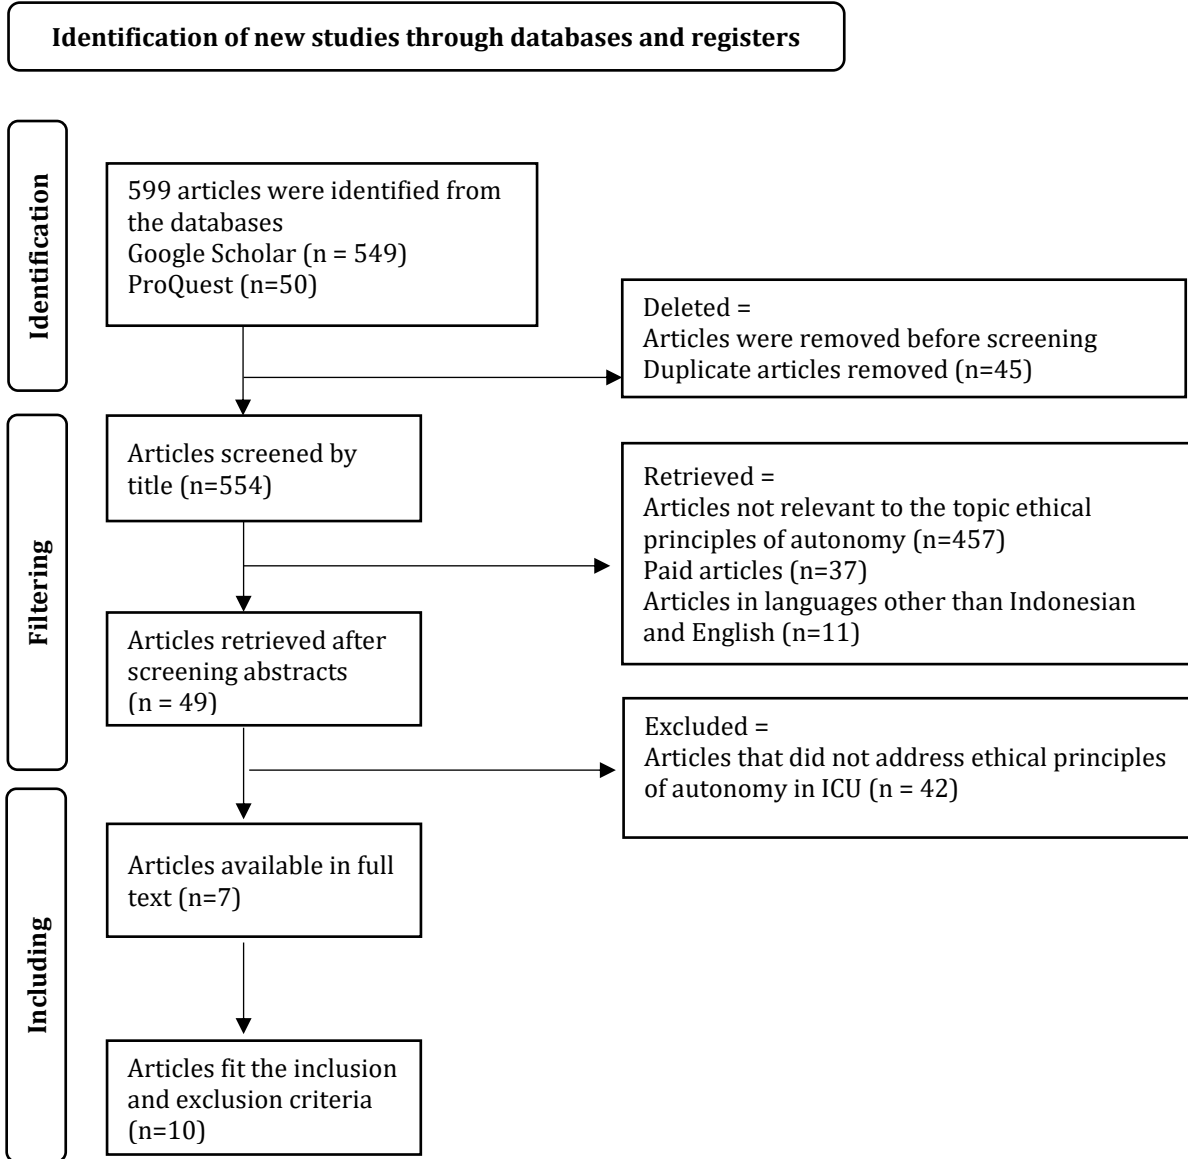 Identification of new studies through databases and registers
Identification
599 articles were identified from
the databases
Google Scholar (n = 549)
ProQuest (n=50)
Deleted =
Articles were removed before screening
Duplicate articles removed (n=45)
Filtering
Articles screened by
title (n=554)
Retrieved =
Articles not relevant to the topic ethical
principles of autonomy (n=457)
Paid articles (n=37)
Articles in languages other than Indonesian
and English (n=11)
Articles retrieved after
screening abstracts
(n = 49)
Excluded =
Articles that did not address ethical principles
of autonomy in ICU (n = 42)
Including
Articles available in full
text (n=7)
Articles fit the inclusion
and exclusion criteria
(n=10)